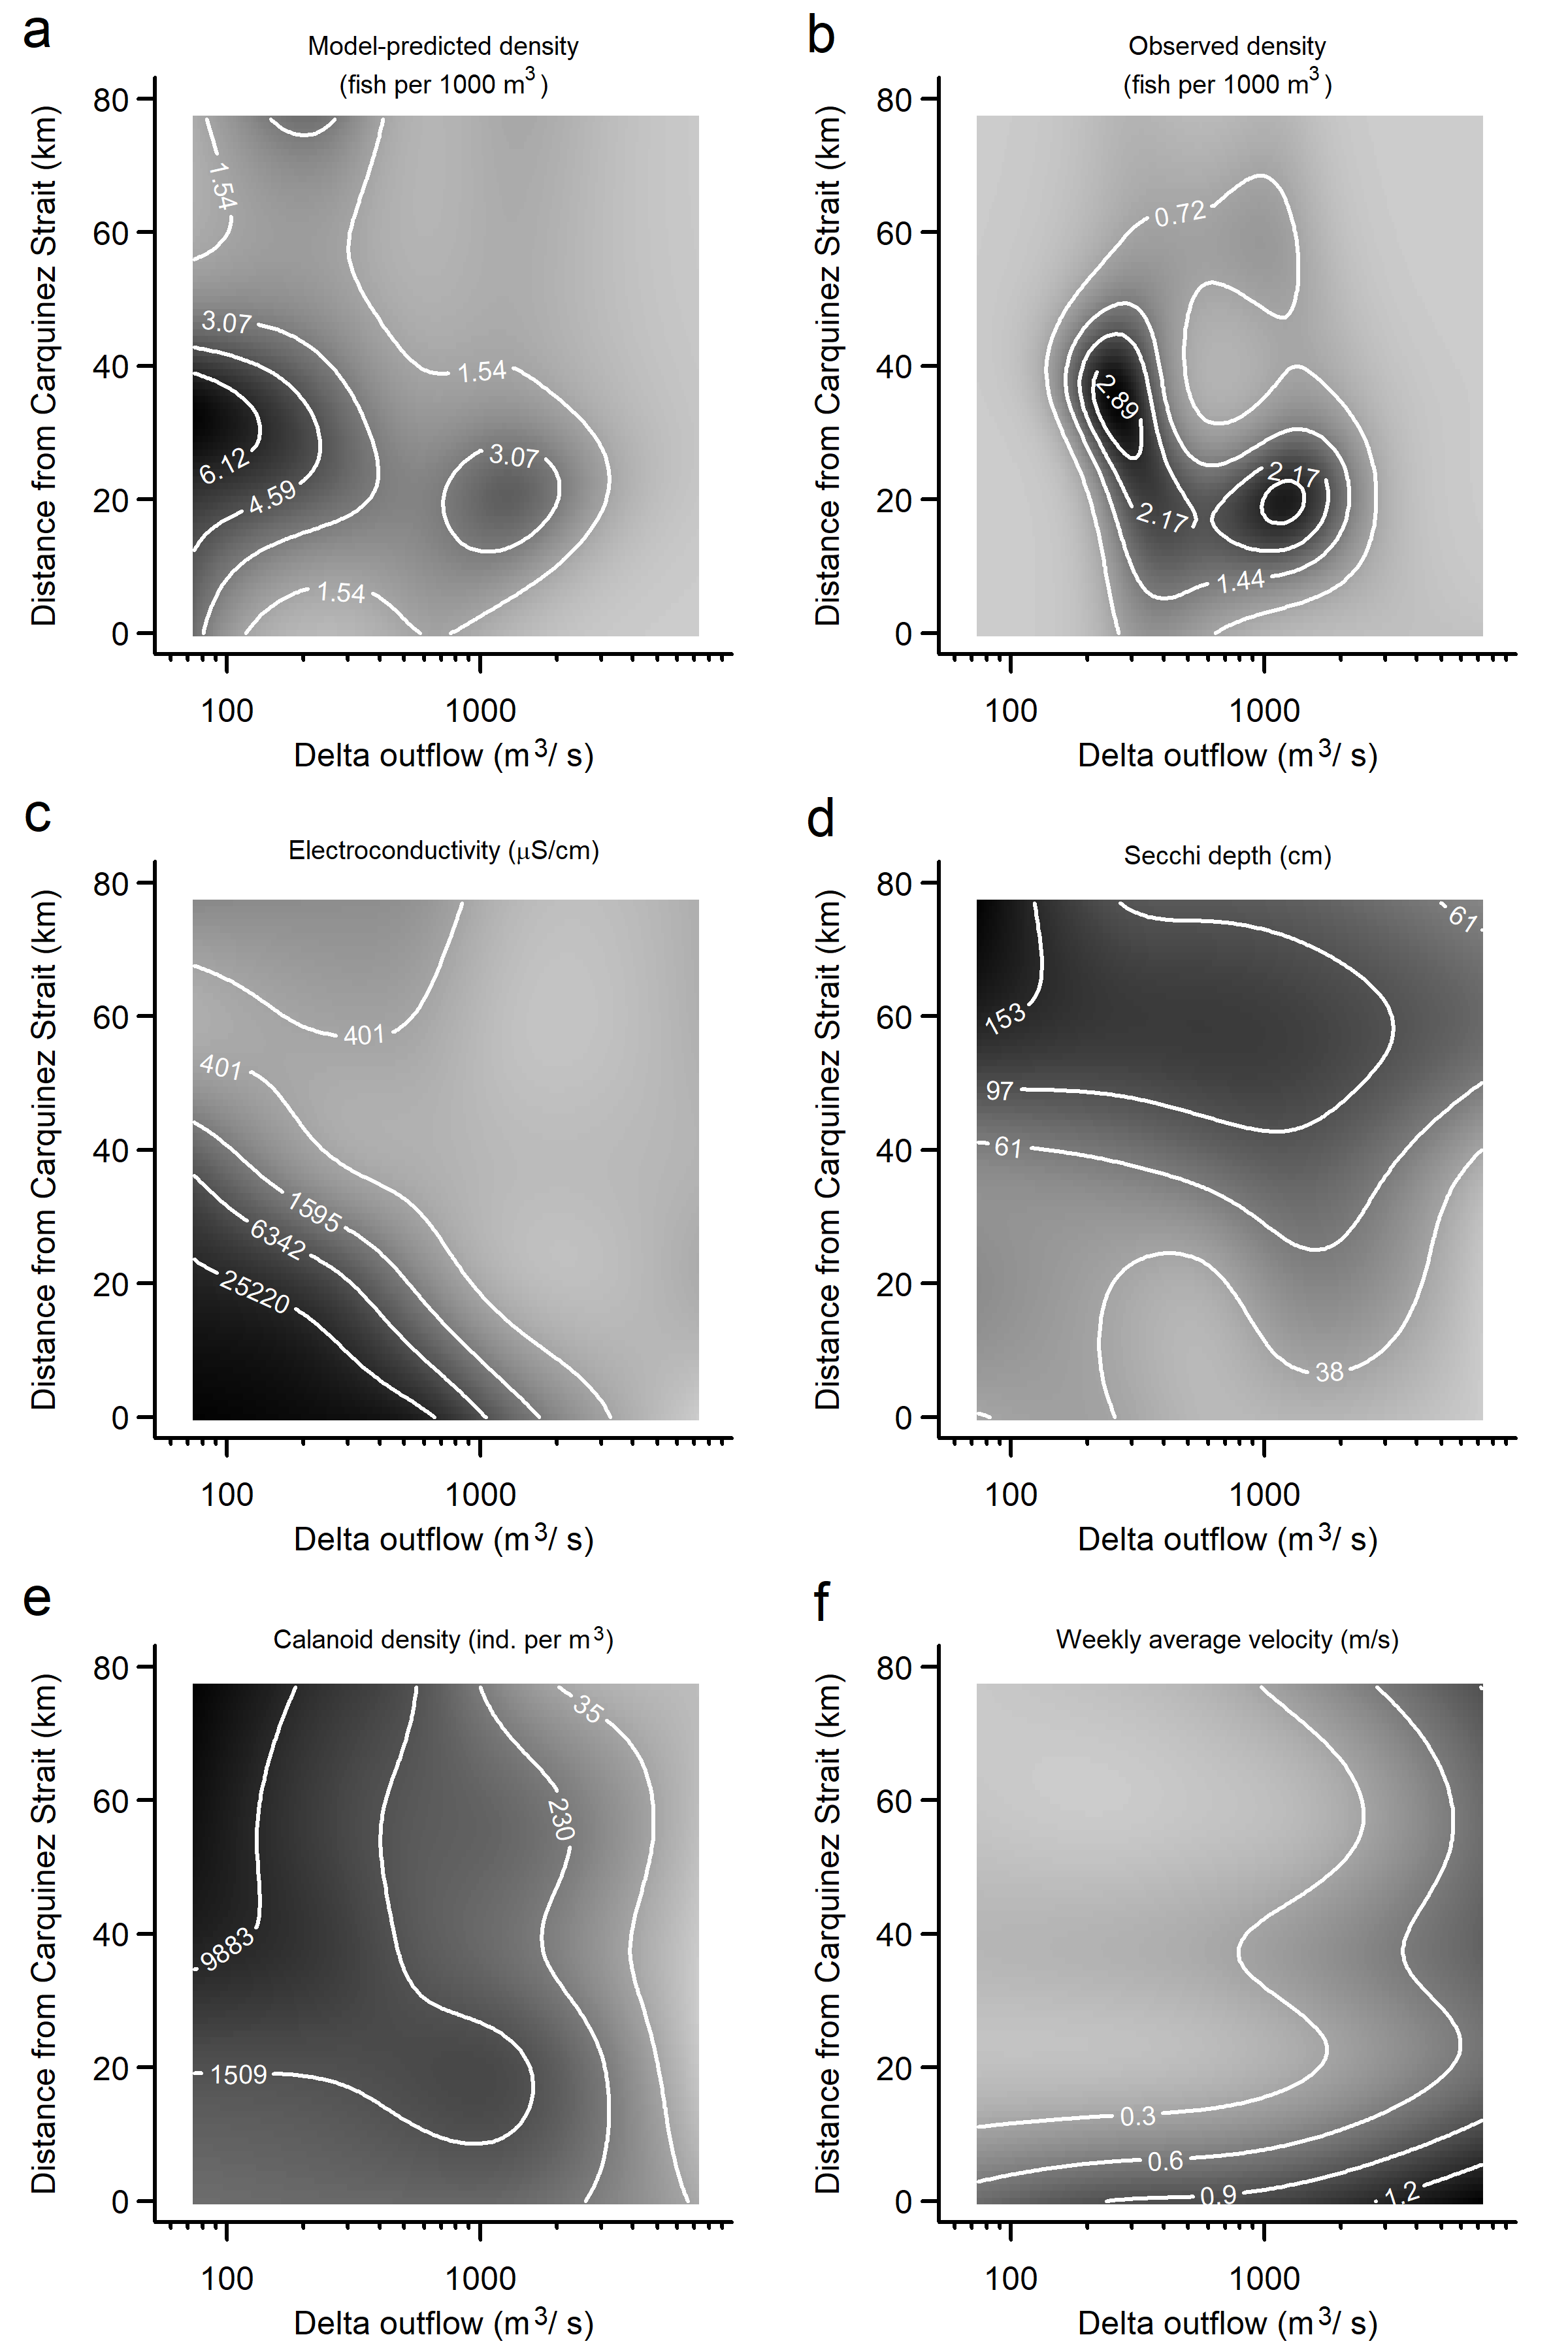 a
Model-predicted density
(fish per 1000 m3 )
Distance from Carquinez Strait (km)
80
60
40
20
0
1.54
3.07
6.12
4.59
1.54
3.07
1.54
100
1000
Delta outflow (m3/ s)
b
Observed density
(fish per 1000 m3 )
Distance from Carquinez Strait (km)
80
60
40
20
0
0.72
2.89
2.17
2.17
1.44
100
1000
Delta outflow (m3/ s)
c
Electroconductivity (μS/cm)
Distance from Carquinez Strait (km)
80
60
40
20
0
401
401
1595
6342
25220
100
1000
Delta outflow (m3/ s)
d
Secchi depth (cm)
Distance from Carquinez Strait (km)
80
60
40
20
0
61
153
97
61
38
100
1000
Delta outflow (m3/ s)
e
Calanoid density (ind. per m3)
Distance from Carquinez Strait (km)
80
60
40
20
0
35
230
9883
1509
100
1000
Delta outflow (m3/ s)
f
Weekly average velocity (m/s)
Distance from Carquinez Strait (km)
80
60
40
20
0
0.3
0.6
0.9
1.2
100
1000
Delta outflow (m3/ s)